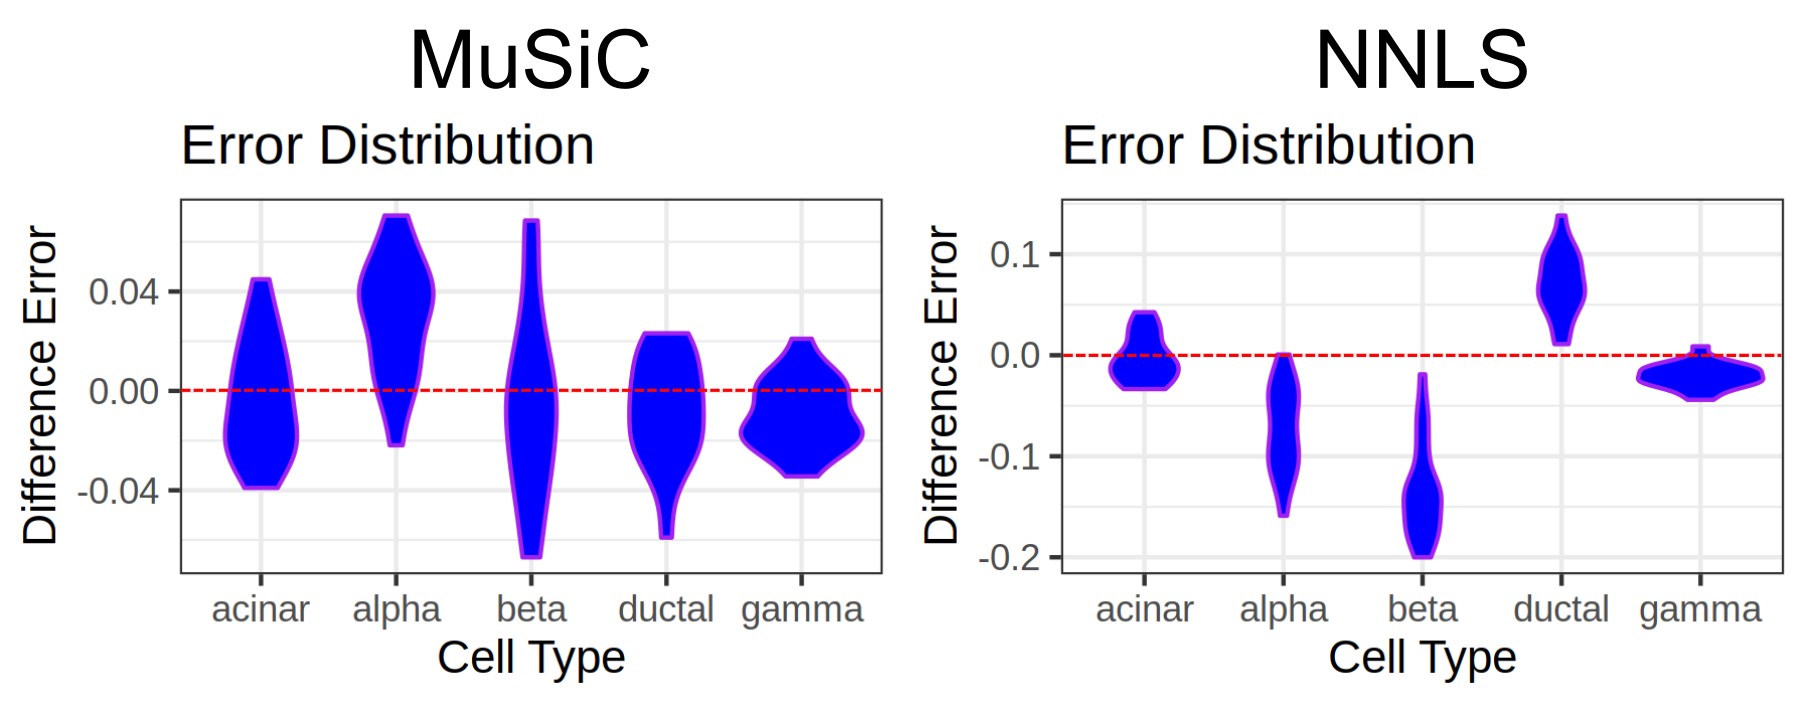 MuSiC
Error Distribution
Difference Error
0.04
0.00
-0.04
acinar alpha beta ductal gamma
Cell Type
NNLS
Error Distribution
Difference Error
0.1
0.0
-0.1
-0.2
acinar alpha beta ductal gamma
Cell Type